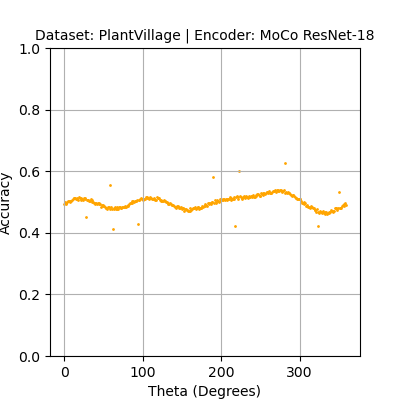 Dataset: PlantVillage | Encoder: MoCo ResNet-18
1.0
0.8
0.6
0.4
0.2
0.0
Accuracy
0 100 200 300
Theta (Degrees)